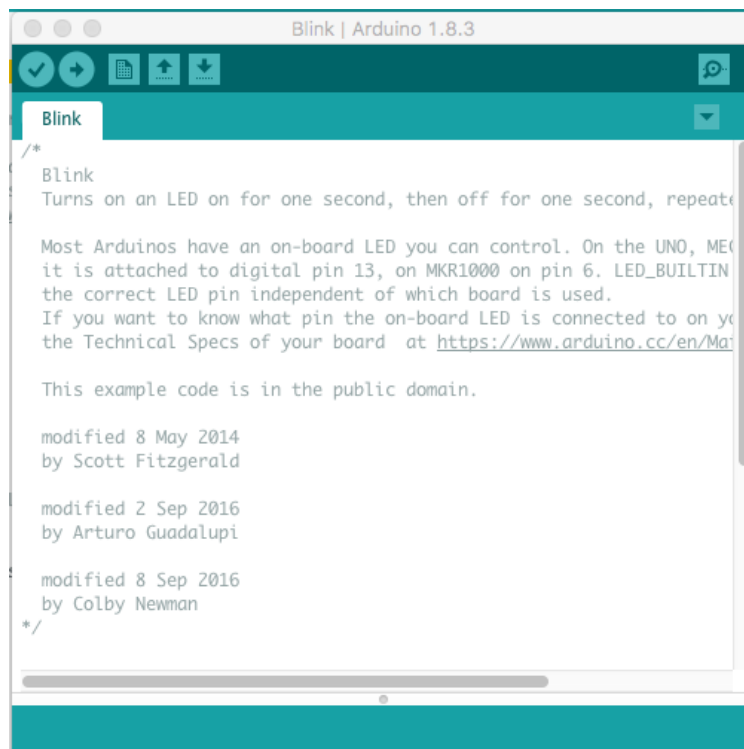 Blink | Arduino 1.8.3
Blink
/*
Blink
Turns on an LED on for one second, then off for one second, repeate
Most Arduinos have an on-board LED you can control. On the UNO, MEG
it is attached to digital pin 13, on MKR1000 on pin 6. LED_BUILTIN
the correct LED pin independent of which board is used.
If you want to know what pin the on-board LED is connected to on yo
the Technical Specs of your board  at https://www.arduino.cc/en/Mai
This example code is in the public domain.
modified 8 May 2014
by Scott Fitzgerald
modified 2 Sep 2016
by Arturo Guadalupi
modified 8 Sep 2016
by Colby Newman
*/